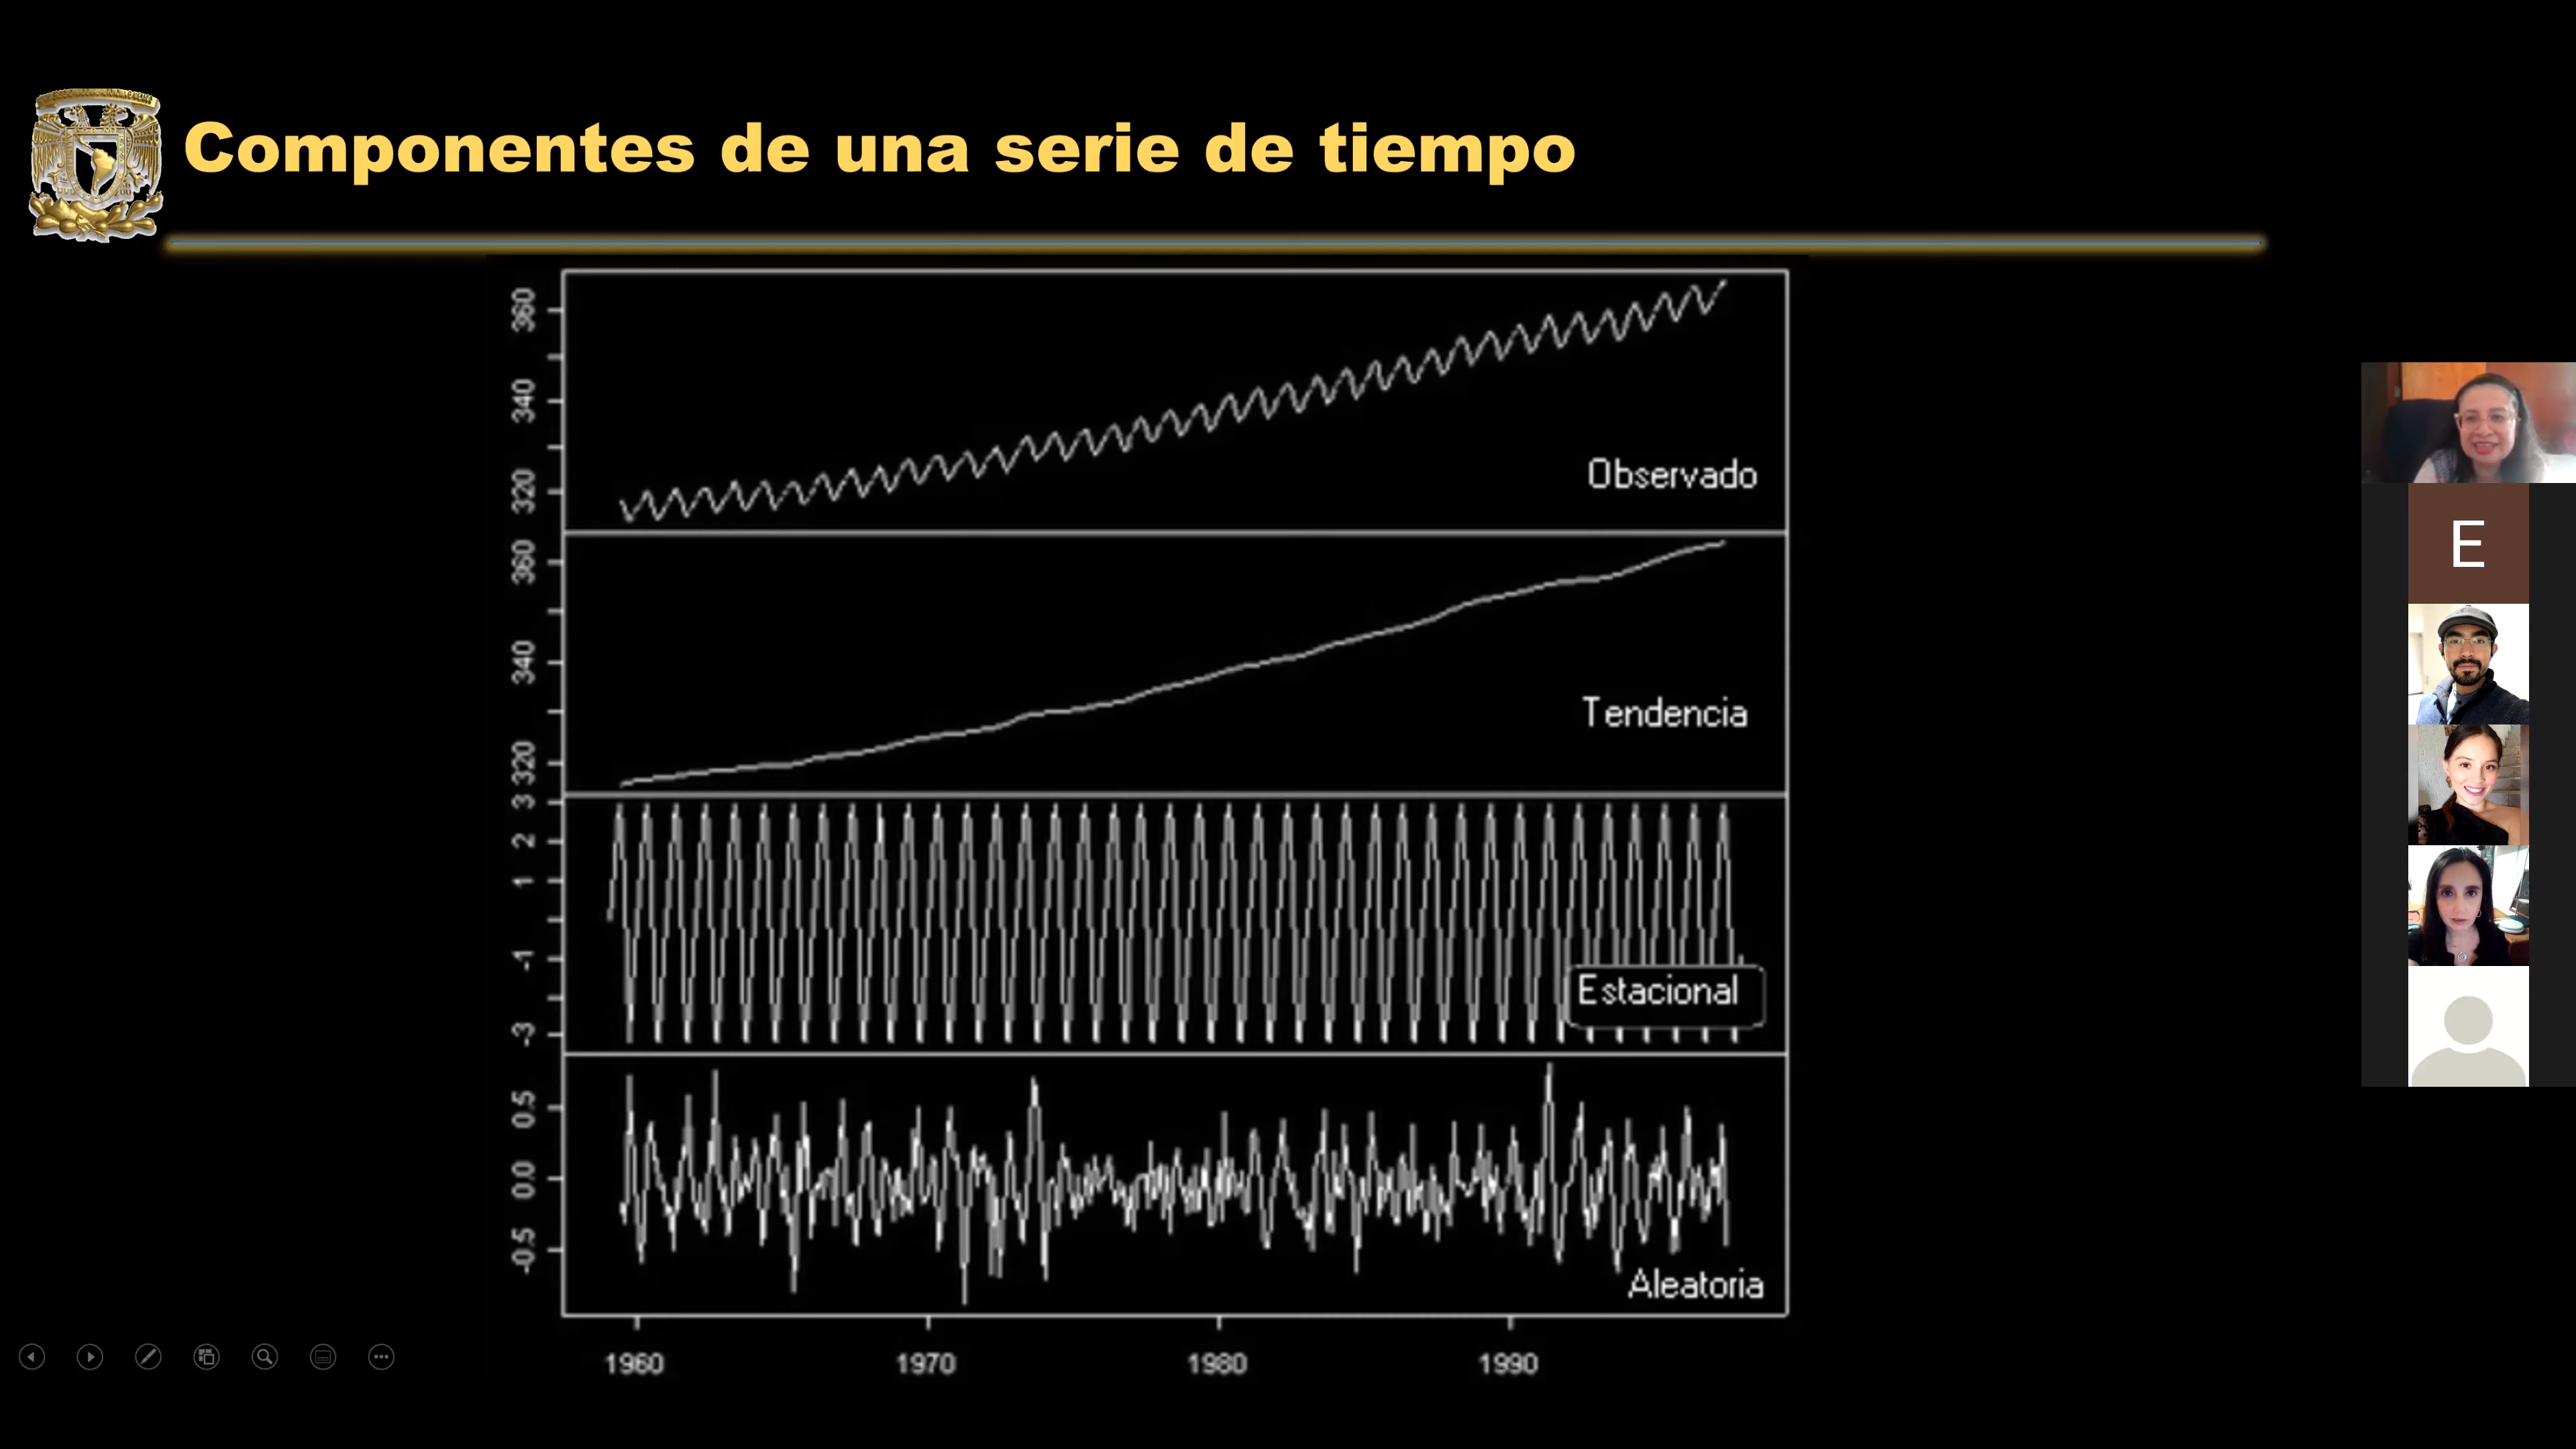 Componentes de una serie de tiempo
360
340
320
Observado
360
340
320
Tendencia
3
2
1
-1
-3
Estacional
0.5
0.0
-0.5
Aleatoria
1960 1970 1980 1990
E